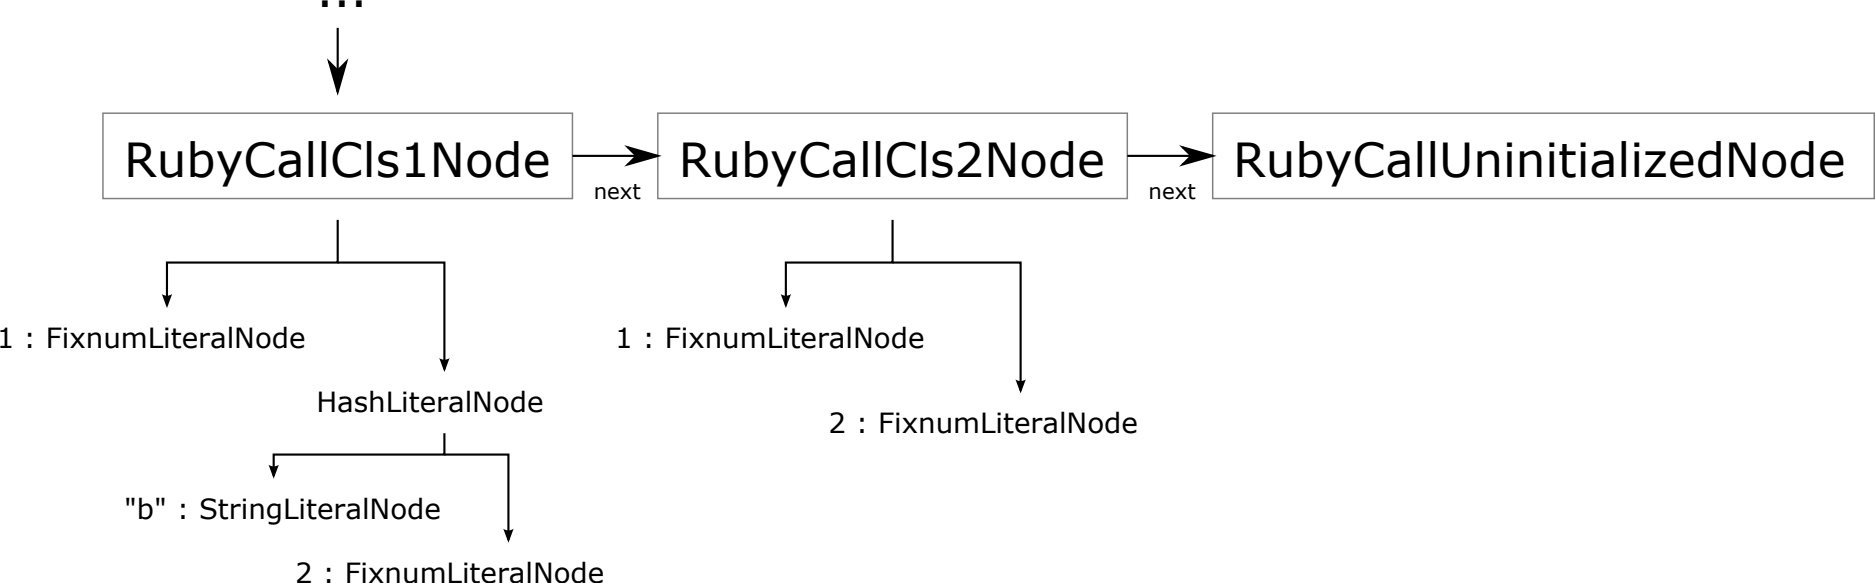 ...
RubyCallCls1Node
next
RubyCallCls2Node
next
RubyCallUninitializedNode
1 : FixnumLiteralNode
1 : FixnumLiteralNode
HashLiteralNode
2 : FixnumLiteralNode
"b" : StringLiteralNode
2 : FixnumLiteralNode